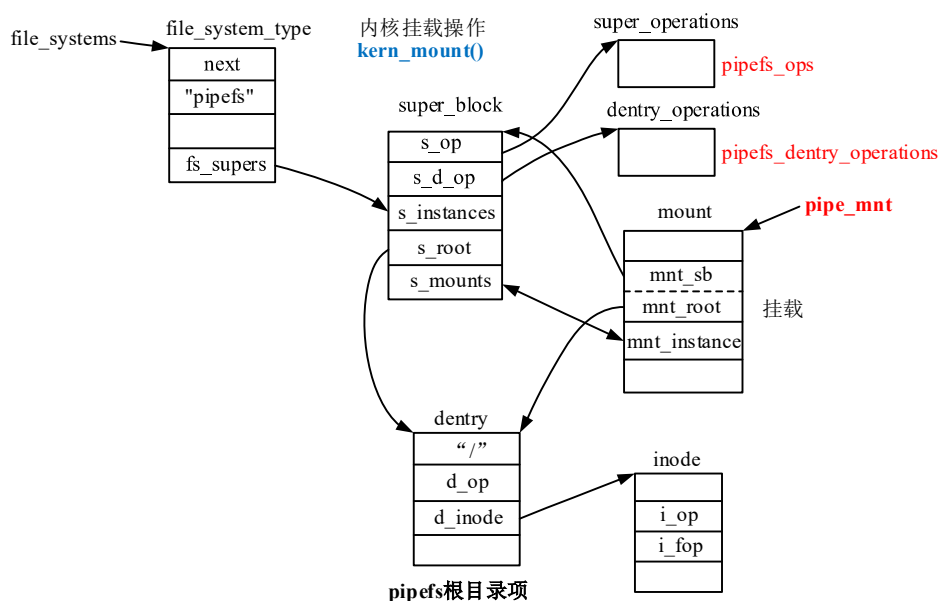 file_systems
file_system_type
next
"pipefs"
fs_supers
内核挂载操作
kern_mount()
super_block
s_op
s_d_op
s_instances
s_root
s_mounts
super_operations
pipefs_ops
dentry_operations
pipefs_dentry_operations
pipe_mnt
mount
mnt_sb
mnt_root
mnt_instance
挂载
dentry
“/”
d_op
d_inode
pipefs根目录项
inode
i_op
i_fop